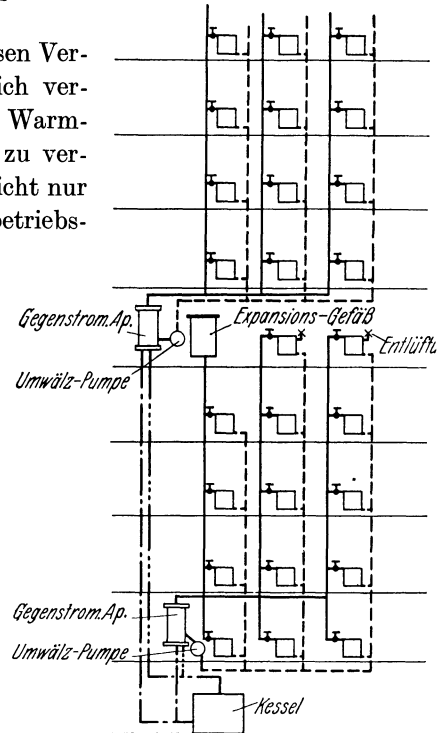 sen Ver-
ich ver-
Warm-
zu ver-
icht nur
betriebs-
Gegenstrom.Ap.
Expansions-Gefäß
Entlüftu
Umwälz-Pumpe
Gegenstrom.Ap.
Umwälz-Pumpe
Kessel